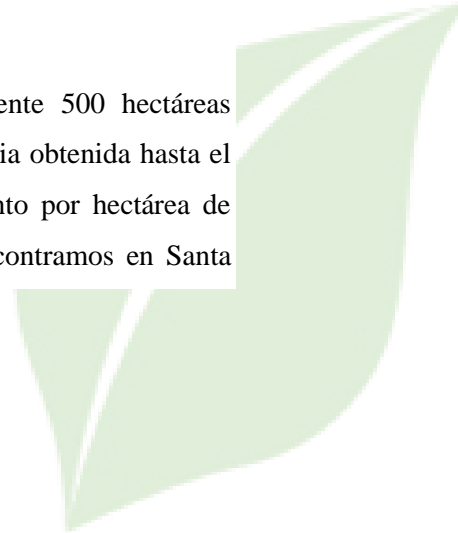 ente 500 hectáreas
ia obtenida hasta el
nto por hectárea de
contramos en Santa